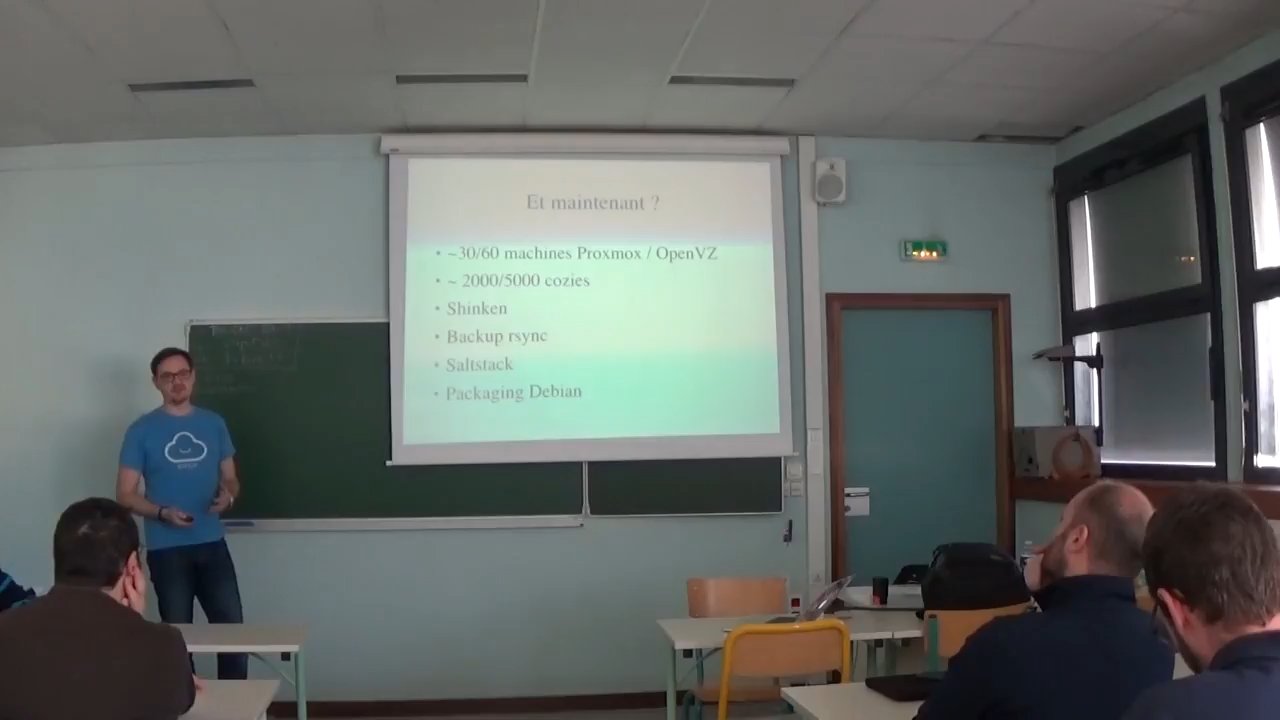 Et maintenant ?
• ~30/60 machines Proxmox / OpenVZ
• ~ 2000/5000 cozies
• Shinken
• Backup rsync
• Saltstack
• Packaging Debian